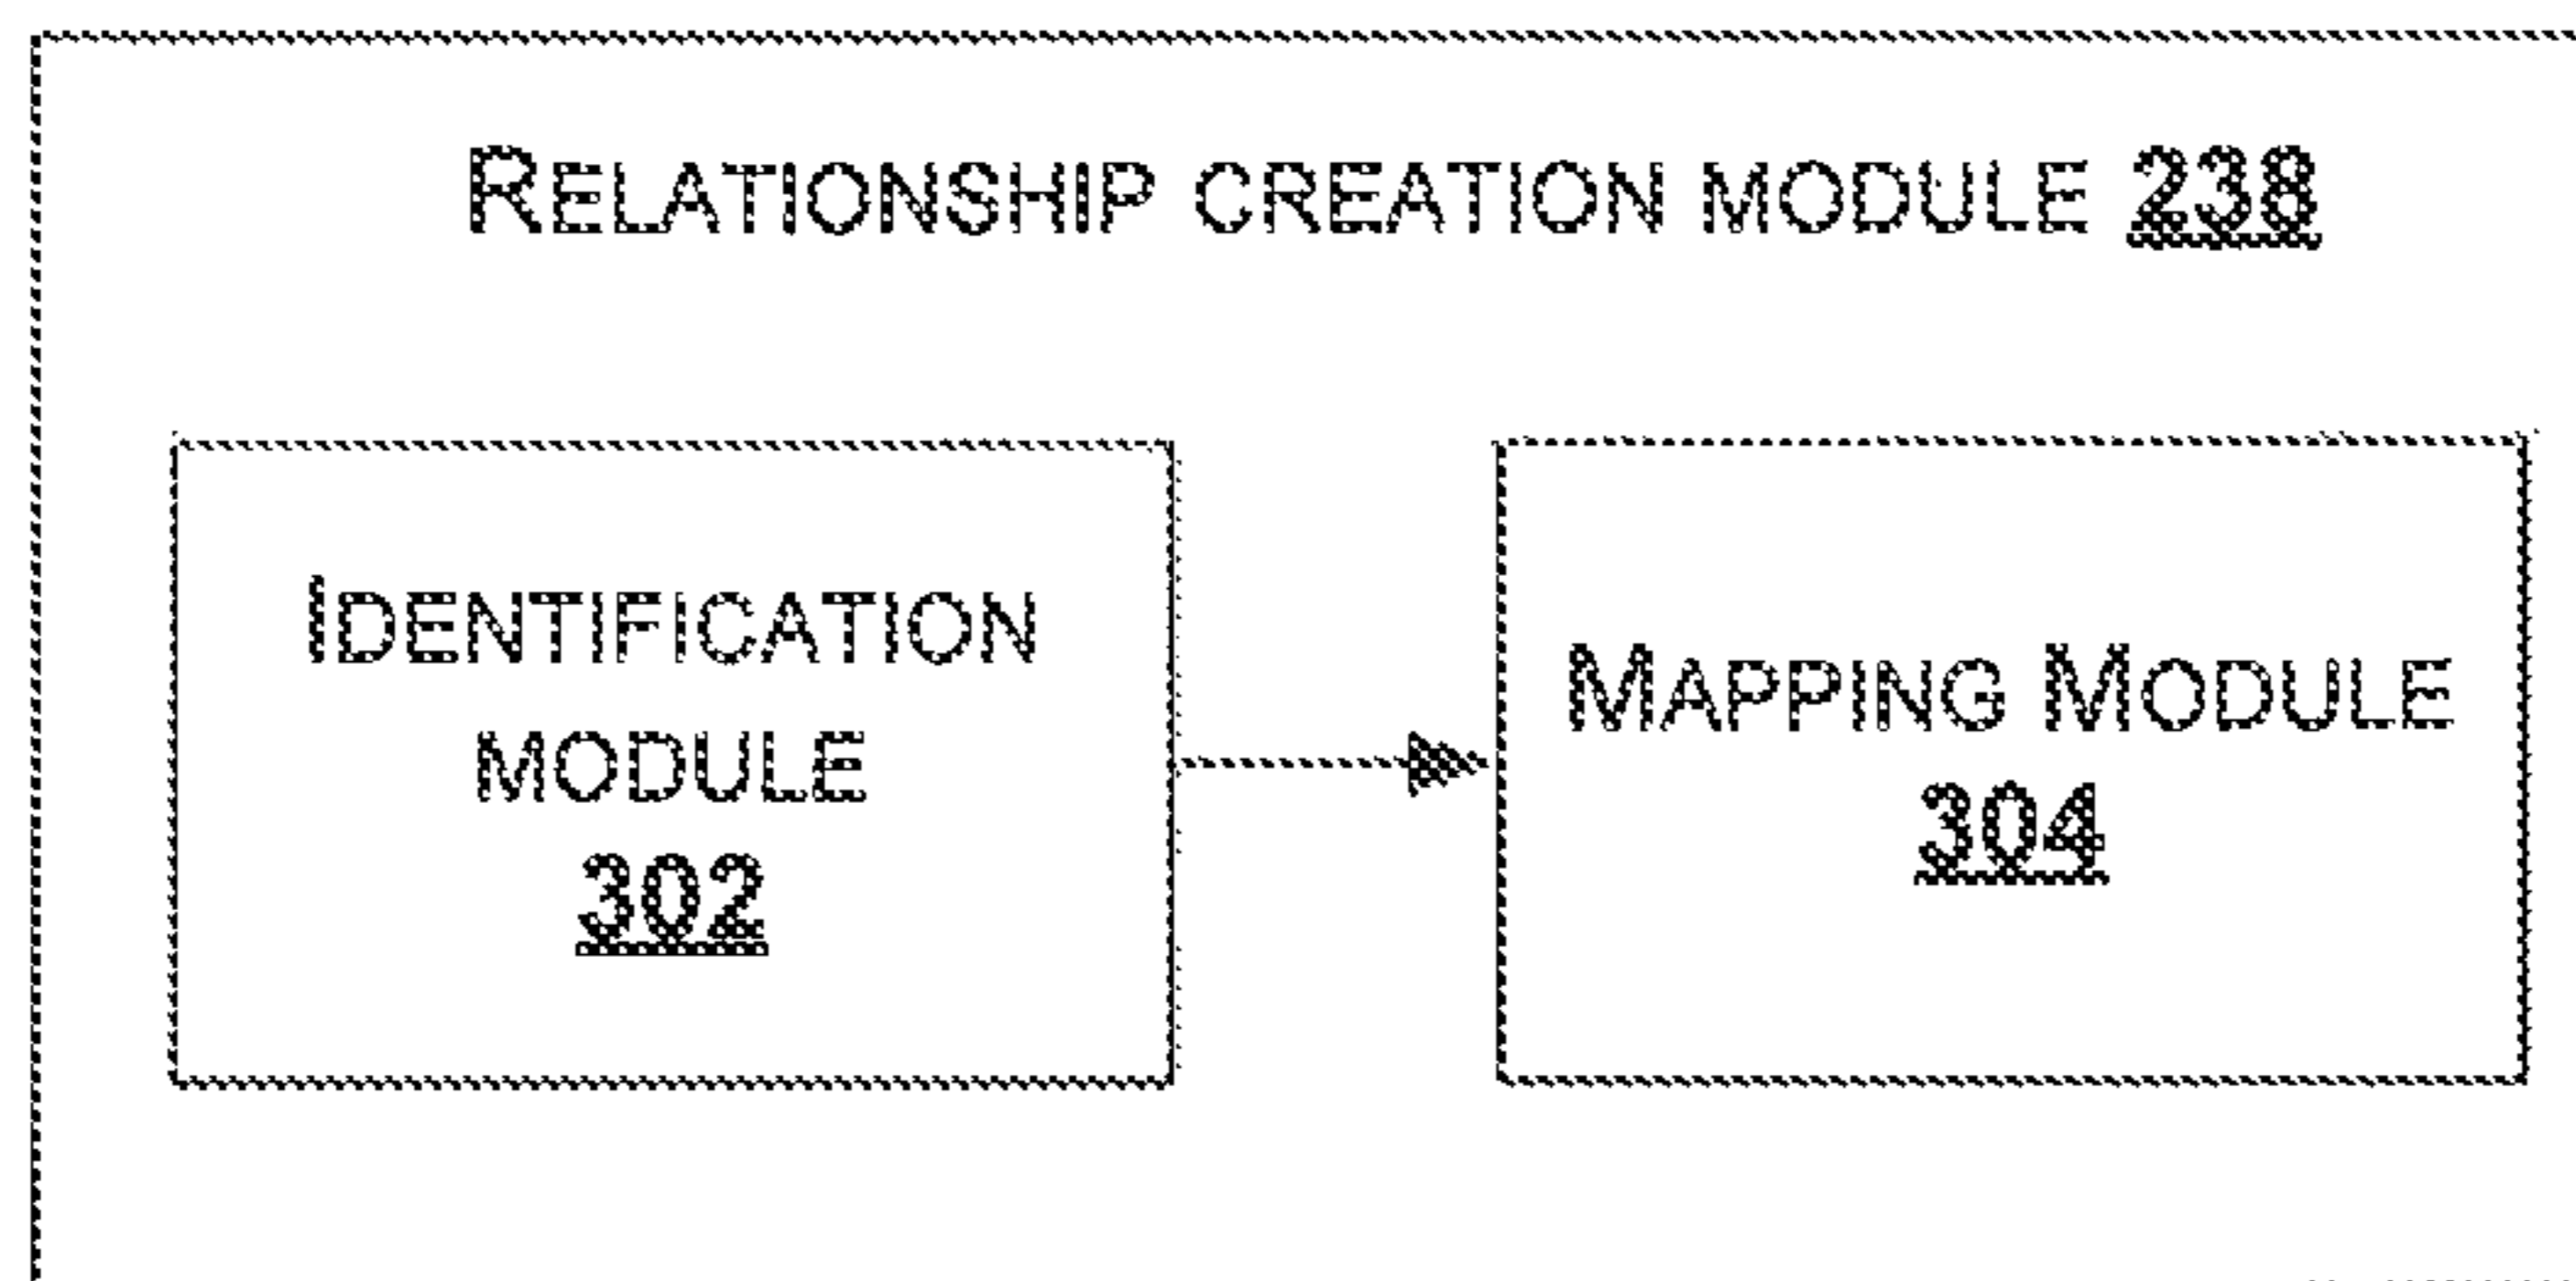 RELATIONSHIP CREATION MODULE 238
IDENTIFICATION
MODULE
302
MAPPING MODULE
304